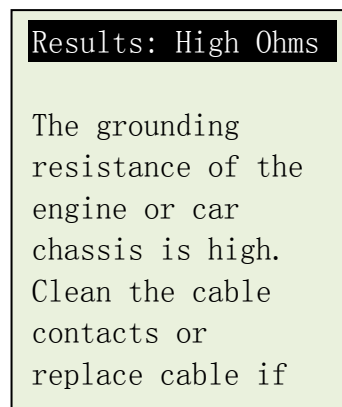 Results: High Ohms
The grounding
resistance of the
engine or car
chassis is high.
Clean the cable
contacts or
replace cable if